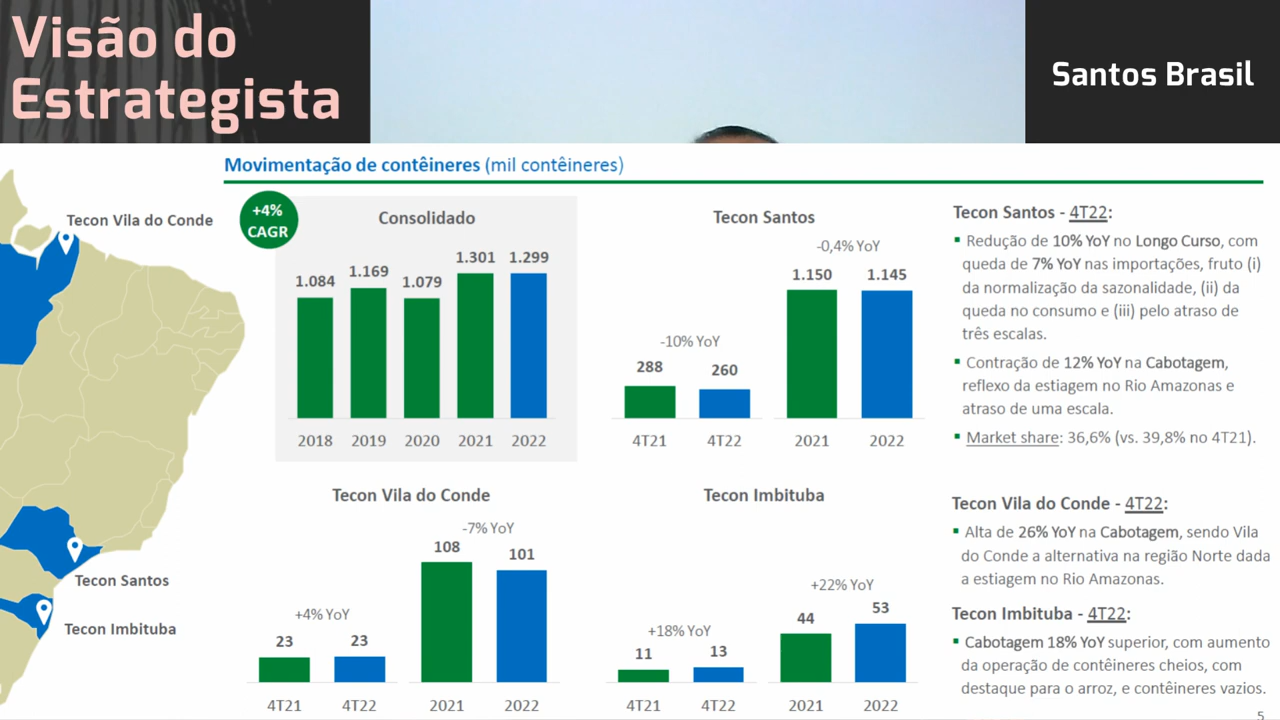 Visão do
Estrategista
Santos Brasil
Movimentação de contêineres (mil contêineres)
Tecon Vila do Conde
Tecon Santos
Tecon Imbituba
+4%
CAGR
Consolidado
1.084
1.169
1.079
1.301
1.299
2018
2019
2020
2021
2022
Tecon Santos
-0,4% YoY
1.150
1.145
-10% YoY
288
260
4T21
4T22
2021
2022
Tecon Vila do Conde
-7% YoY
108
101
+4% YoY
23
23
4T21
4T22
2021
2022
Tecon Imbituba
+22% YoY
44
53
+18% YoY
11
13
4T21
4T22
2021
2022
Tecon Santos - 4T22:
Redução de 10% YoY no Longo Curso, com
queda de 7% YoY nas importações, fruto (i)
da normalização da sazonalidade, (ii) da
queda no consumo e (iii) pelo atraso de
três escalas.
Contração de 12% YoY na Cabotagem,
reflexo da estiagem no Rio Amazonas e
atraso de uma escala.
Market share: 36,6% (vs. 39,8% no 4T21).
Tecon Vila do Conde - 4T22:
Alta de 26% YoY na Cabotagem, sendo Vila
do Conde a alternativa na região Norte dada
a estiagem no Rio Amazonas.
Tecon Imbituba - 4T22:
Cabotagem 18% YoY superior, com aumento
da operação de contêineres cheios, com
destaque para o arroz, e contêineres vazios.
5